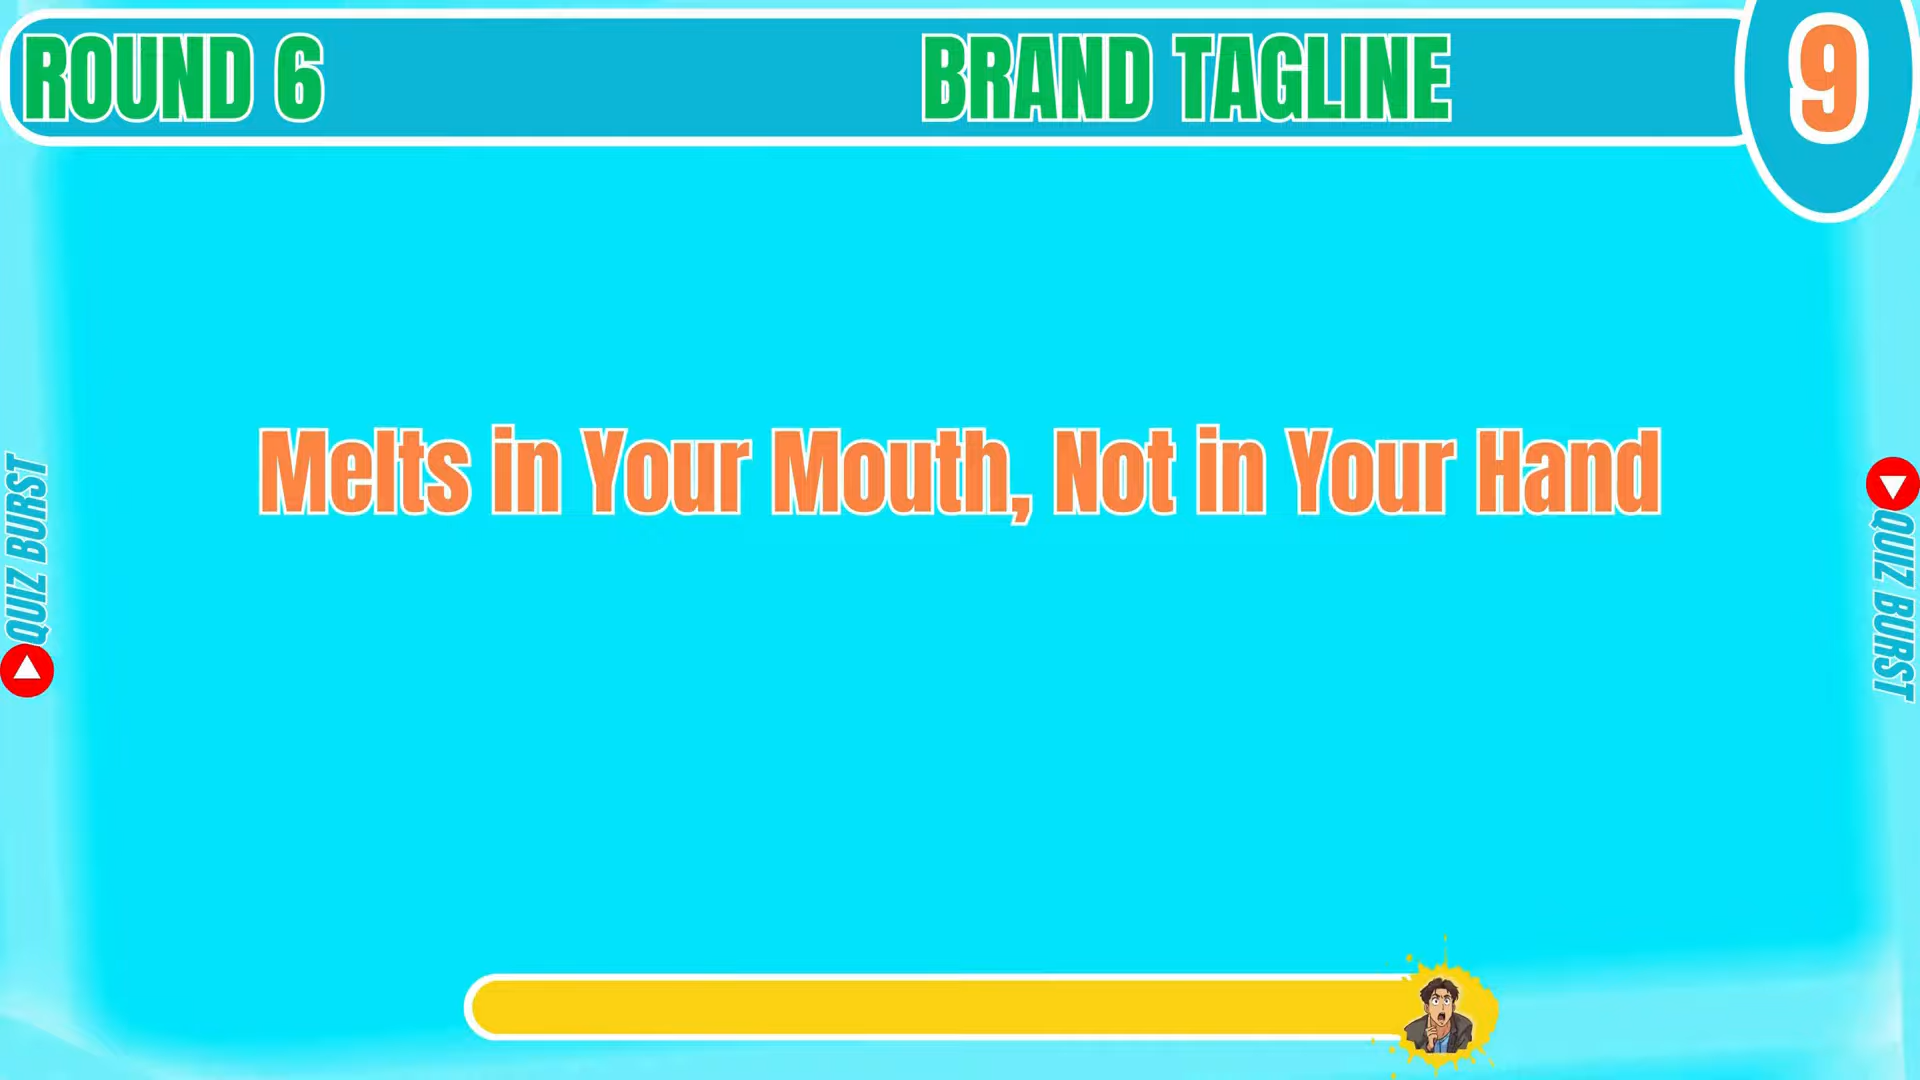 ROUND 6
BRAND TAGLINE
9
Melts in Your Mouth, Not in Your Hand
QUIZ BURST
QUIZ BURST